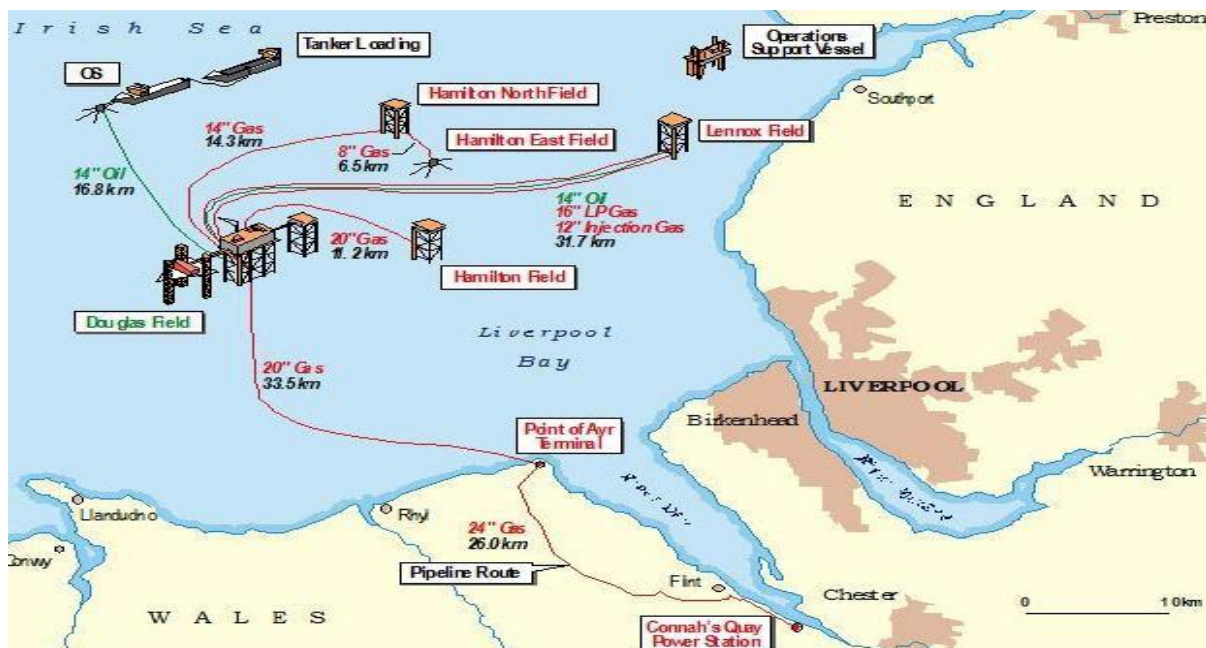 Irish Sea
Preston
Tanker Loading
Operations
Support Vessel
OS
Southport
Hamilton North Field
14" Gas
14.3 km
Hamilton East Field
Lennox Field
8" Gas
6.5 km
14" Oil
16.8 km
ENGLAND
14" Oil
16" LP Gas
12" Injection Gas
31.7 km
20" Gas
11.2 km
Hamilton Field
Douglas Field
Liverpool
Bay
20" Gas
33.5 km
LIVERPOOL
Birkenhead
Point of Ayr
Terminal
Warrington
River Dee
River Mersey
Llandudno
Rhyl
24" Gas
26.0 km
Conwy
Pipeline Route
Flint
Chester
0 10km
WALES
Connah's Quay
Power Station